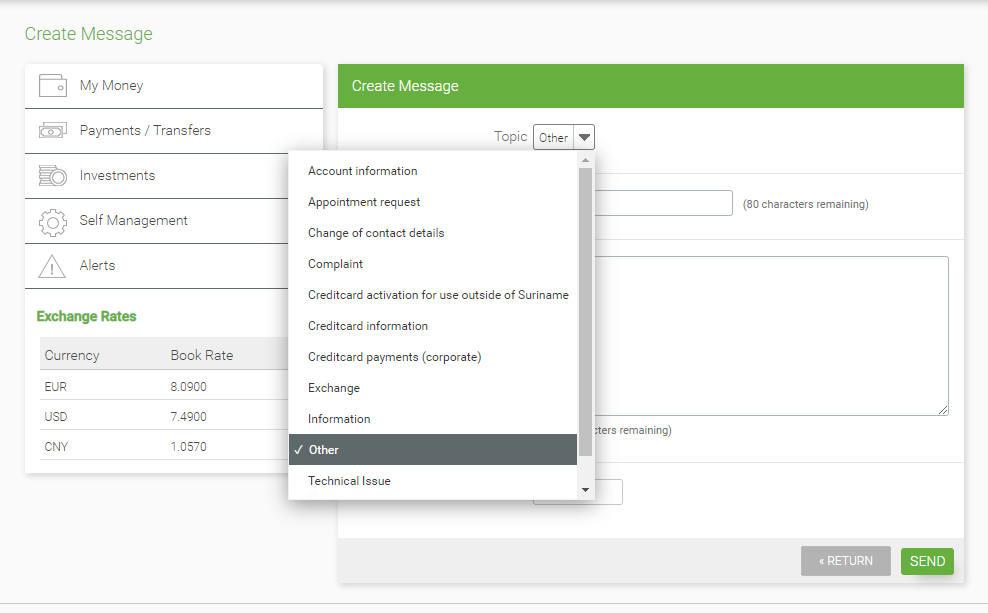 Create Message
My Money
Payments / Transfers
Investments
Self Management
Alerts
Exchange Rates
Currency Book Rate
EUR 8.0900
USD 7.4900
CNY 1.0570
Create Message
Topic Other
Account information
Appointment request
Change of contact details
Complaint
Creditcard activation for use outside of Suriname
Creditcard information
Creditcard payments (corporate)
Exchange
Information
✓ Other
Technical Issue
(80 characters remaining)
remaining)
« RETURN SEND